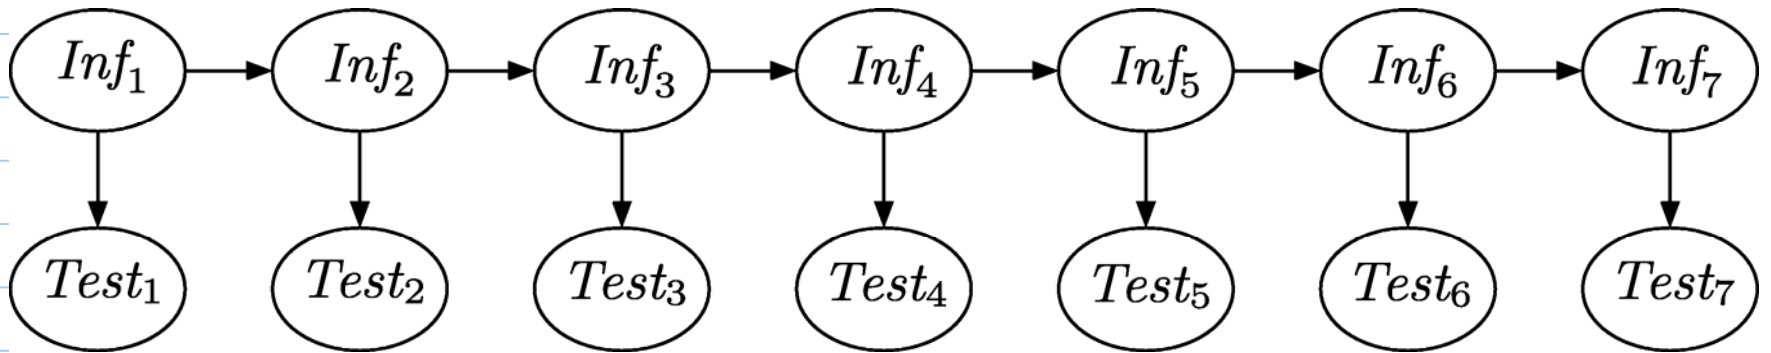 Inf₁ Inf₂ Inf₃ Inf₄ Inf₅ Inf₆ Inf₇
Test₁ Test₂ Test₃ Test₄ Test₅ Test₆ Test₇